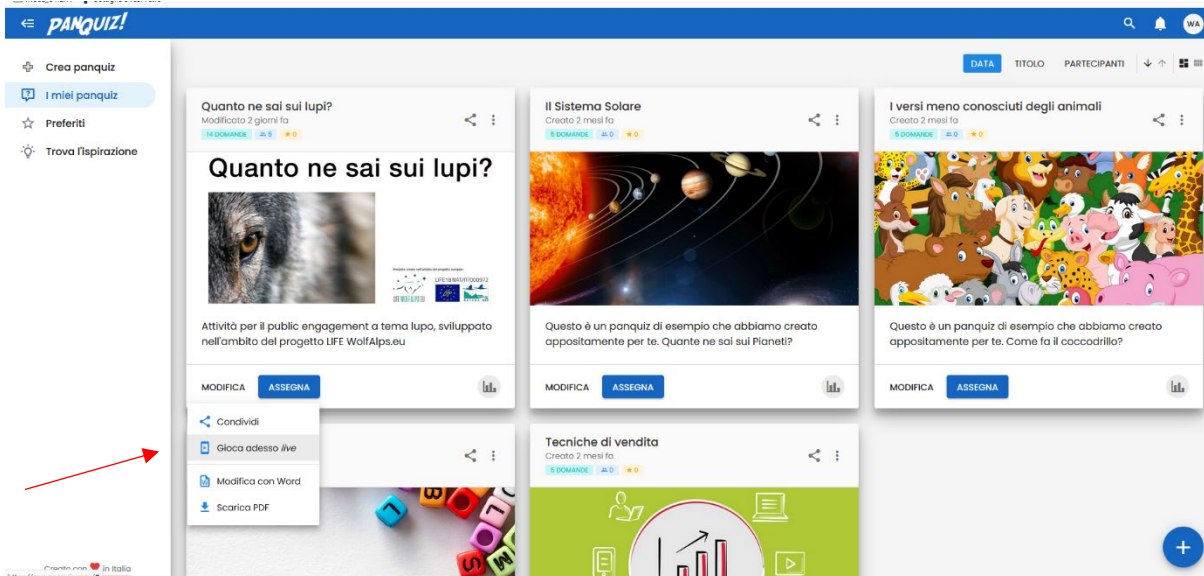 PANQUIZ!
WA
Crea panquiz
I miei panquiz
Preferiti
Trova l'ispirazione
DATA TITOLO PARTECIPANTI
Quanto ne sai sui lupi?
Modificato 2 giorni fa
14 DOMANDE 5 0
Quanto ne sai sui lupi?
LIFE WOLFALPS EU
Attività per il public engagement a tema lupo, sviluppato
nell'ambito del progetto LIFE WolfAlps.eu
MODIFICA ASSEGNA
Il Sistema Solare
Creato 2 mesi fa
5 DOMANDE 0 0
Questo è un panquiz di esempio che abbiamo creato
appositamente per te. Quante ne sai sui Pianeti?
MODIFICA ASSEGNA
I versi meno conosciuti degli animali
Creato 2 mesi fa
5 DOMANDE 0 0
Questo è un panquiz di esempio che abbiamo creato
appositamente per te. Come fa il coccodrillo?
MODIFICA ASSEGNA
Condividi
Gioca adesso live
Modifica con Word
Scarica PDF
Tecniche di vendita
Creato 2 mesi fa
5 DOMANDE 0 0
Creato con in Italia